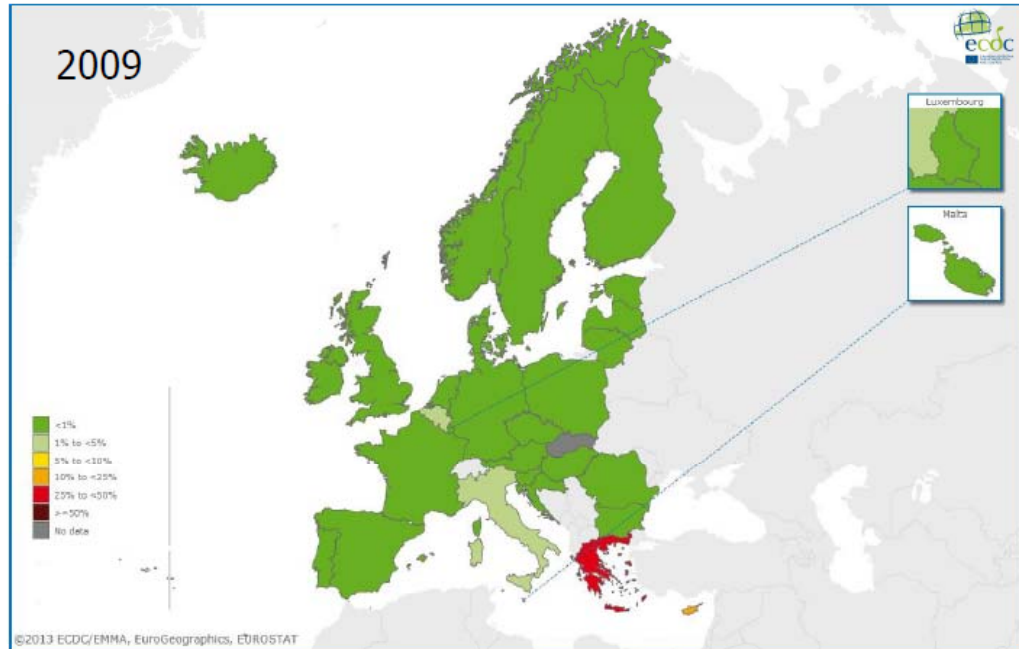 2009
ecdc
Luxembourg
Malta
<1%
1% to <5%
5% to <10%
10% to <25%
25% to <50%
>=50%
No data
©2013 ECDC/EMMA, EuroGeographics, EUROSTAT